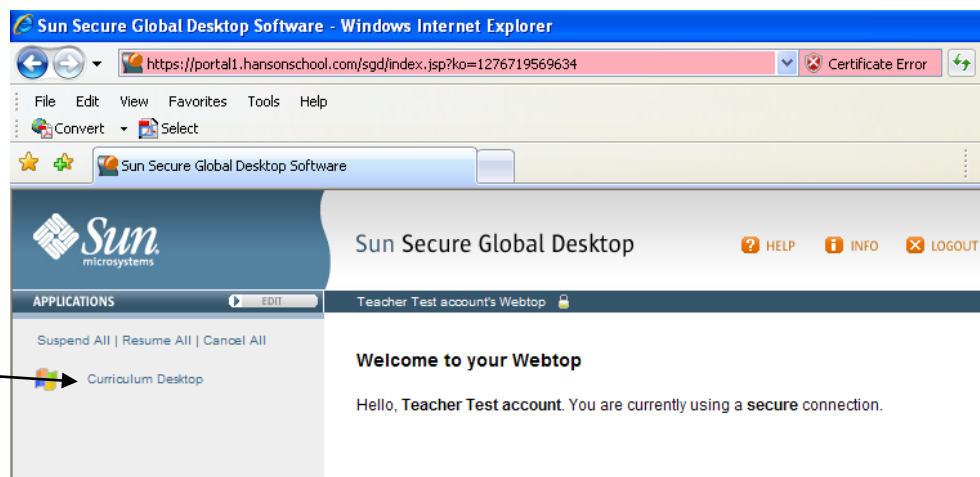 Sun Secure Global Desktop Software - Windows Internet Explorer
https://portal1.hansonschool.com/sgd/index.jsp?ko=1276719569634 Certificate Error
File Edit View Favorites Tools Help
Convert Select
Sun Secure Global Desktop Software
Sun
microsystems
Sun Secure Global Desktop HELP INFO LOGOUT
APPLICATIONS EDIT Teacher Test account's Webtop
Suspend All | Resume All | Cancel All
Curriculum Desktop
Welcome to your Webtop
Hello, Teacher Test account. You are currently using a secure connection.